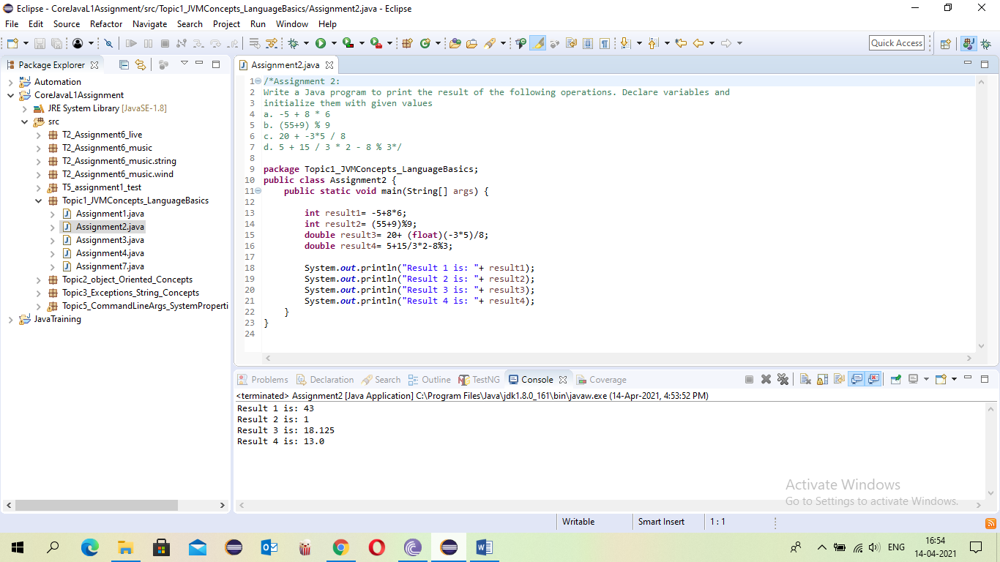 Eclipse - CoreJavaL1Assignment/src/Topic1_JVMConcepts_LanguageBasics/Assignment2.java - Eclipse
File Edit Source Refactor Navigate Search Project Run Window Help
Quick Access
Package Explorer
Automation
CoreJavaL1Assignment
JRE System Library [JavaSE-1.8]
src
T2_Assignment6_live
T2_Assignment6_music
T2_Assignment6_music.string
T2_Assignment6_music.wind
T5_assignment1_test
Topic1_JVMConcepts_LanguageBasics
Assignment1.java
Assignment2.java
Assignment3.java
Assignment4.java
Assignment7.java
Topic2_object_Oriented_Concepts
Topic3_Exceptions_String_Concepts
Topic5_CommandLineArgs_SystemProperti
JavaTraining
Assignment2.java
1 /*Assignment 2:
2 Write a Java program to print the result of the following operations. Declare variables and
3 initialize them with given values
4 a. -5 + 8 * 6
5 b. (55+9) % 9
6 c. 20 + -3*5 / 8
7 d. 5 + 15 / 3 * 2 - 8 % 3*/
8
9 package Topic1_JVMConcepts_LanguageBasics;
10 public class Assignment2 {
11 public static void main(String[] args) {
12
13 int result1= -5+8*6;
14 int result2= (55+9)%9;
15 double result3= 20+ (float)(-3*5)/8;
16 double result4= 5+15/3*2-8%3;
17
18 System.out.println("Result 1 is: "+ result1);
19 System.out.println("Result 2 is: "+ result2);
20 System.out.println("Result 3 is: "+ result3);
21 System.out.println("Result 4 is: "+ result4);
22 }
23 }
24
Problems Declaration Search Outline TestNG Console Coverage
<terminated> Assignment2 [Java Application] C:\Program Files\Java\jdk1.8.0_161\bin\javaw.exe (14-Apr-2021, 4:53:52 PM)
Result 1 is: 43
Result 2 is: 1
Result 3 is: 18.125
Result 4 is: 13.0
Activate Windows
Go to Settings to activate Windows.
Writable Smart Insert 1 : 1
ENG
16:54
14-04-2021